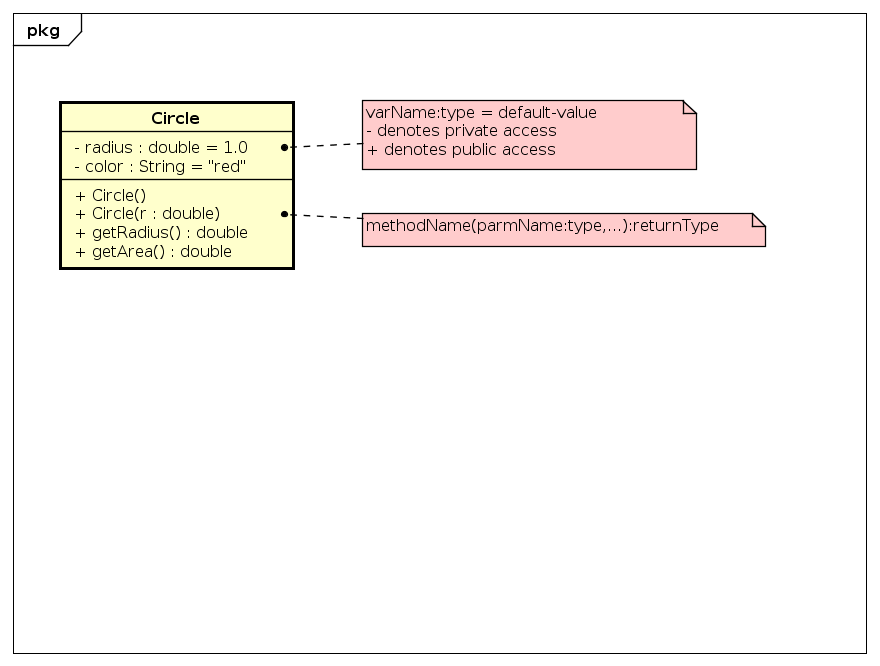 pkg
Circle
- radius : double = 1.0
- color : String = "red"
+ Circle()
+ Circle(r : double)
+ getRadius() : double
+ getArea() : double
varName:type = default-value
- denotes private access
+ denotes public access
methodName(parmName:type,...):returnType